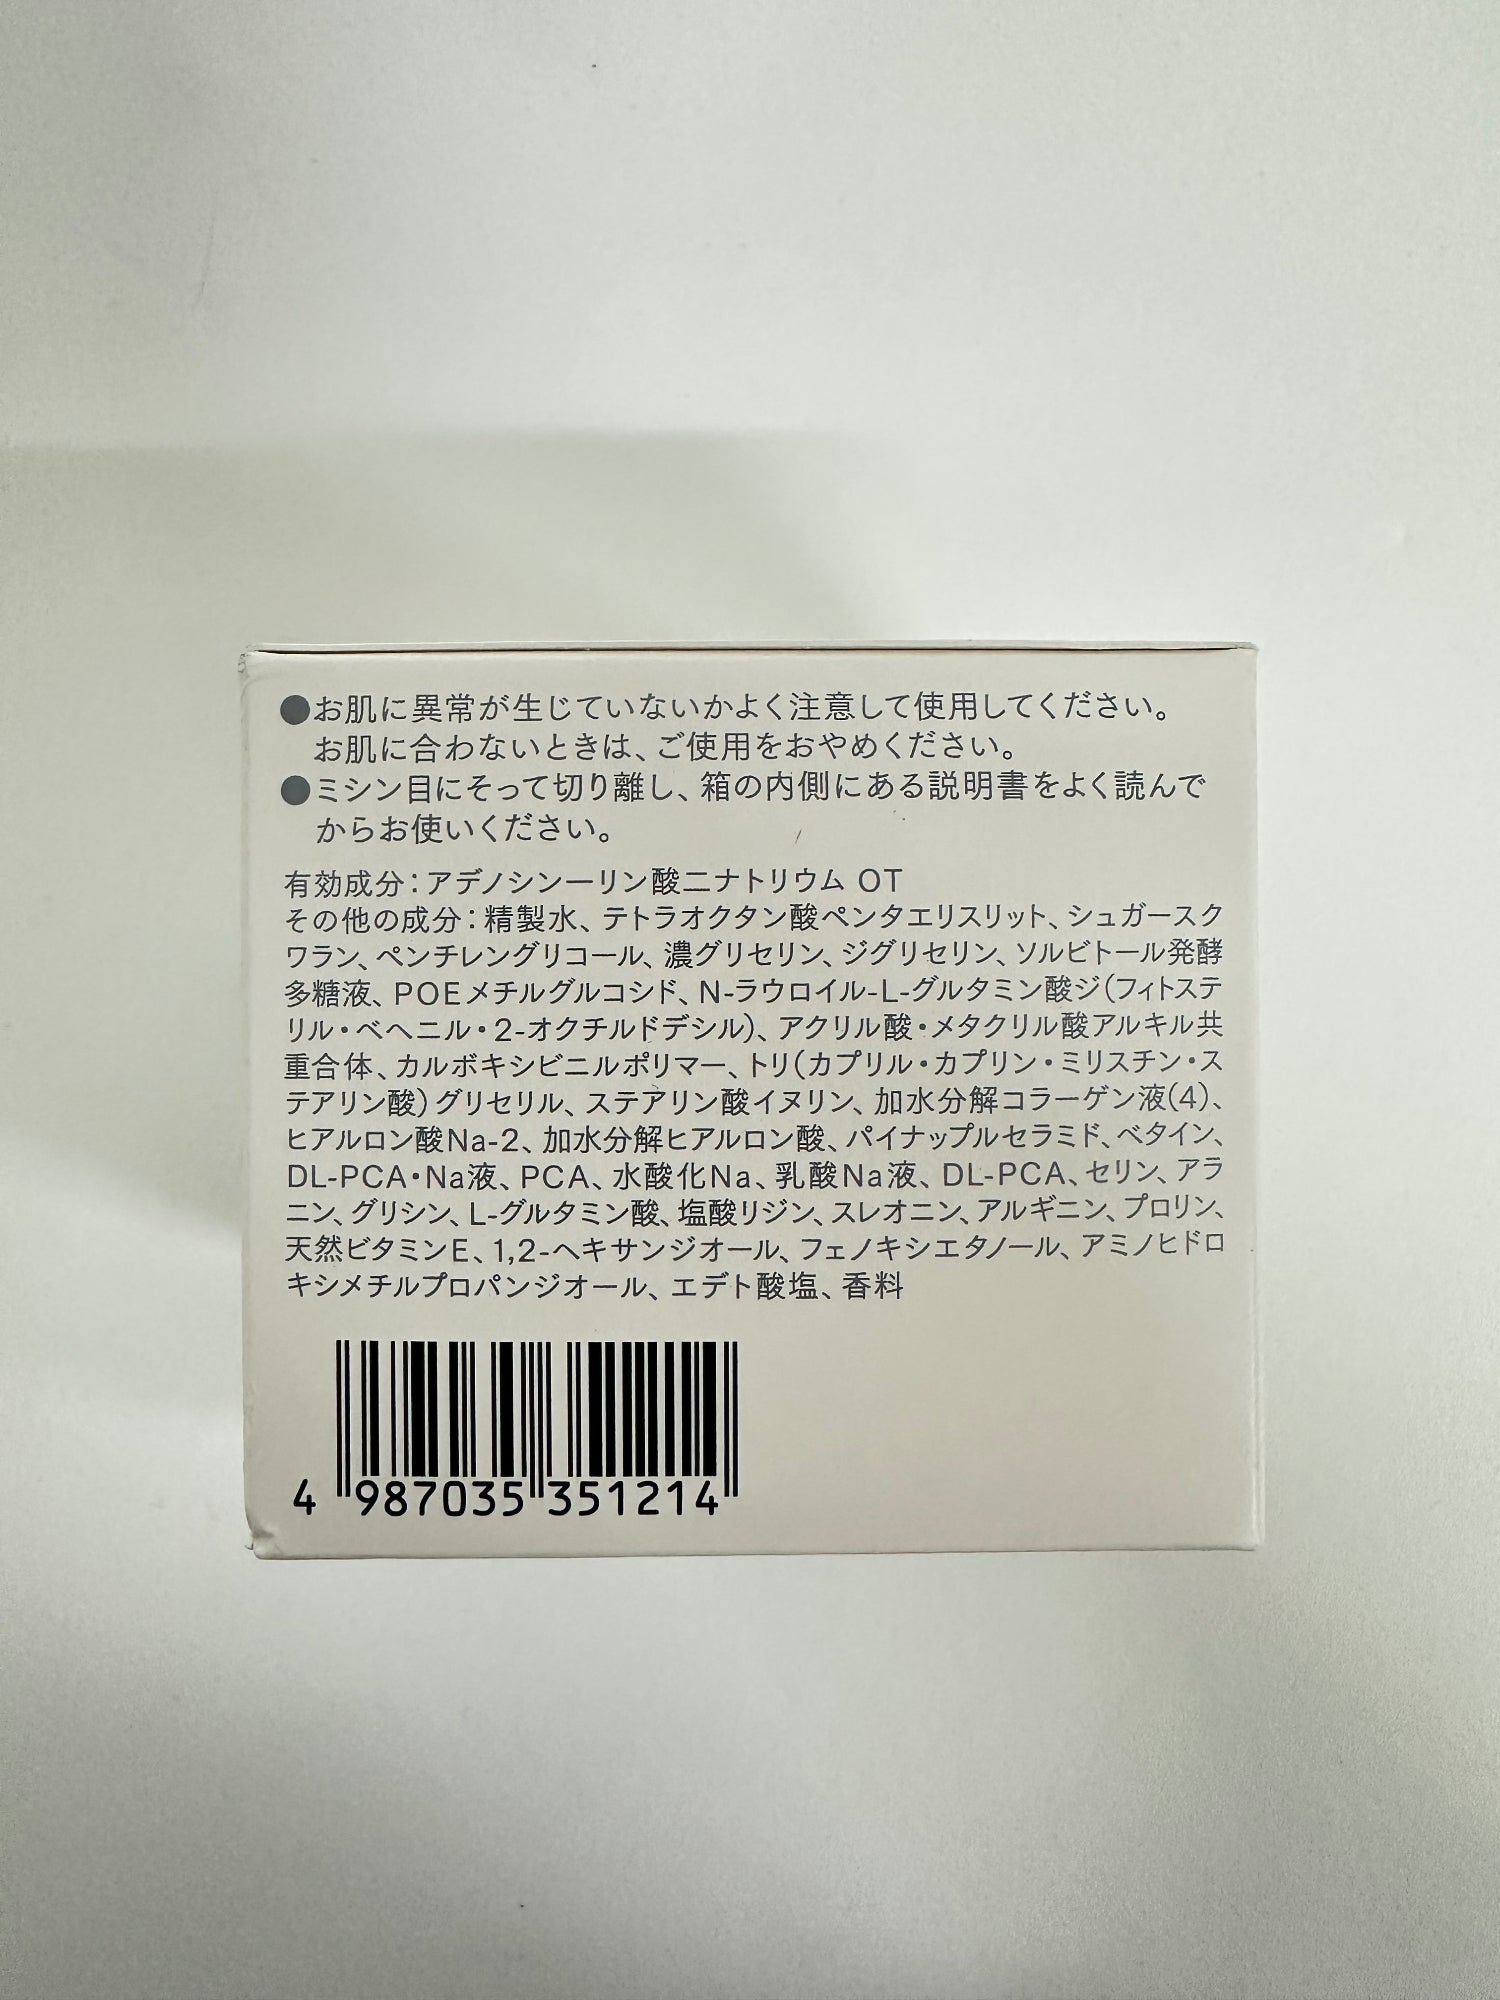 ●お肌に異常が生じていないかよく注意して使用してください。
お肌に合わないときは、ご使用をおやめください。
●ミシン目にそって切り離し、箱の内側にある説明書をよく読んで
からお使いください。
有効成分：アデノシン一リン酸二ナトリウム OT
その他の成分：精製水、テトラオクタン酸ペンタエリスリット、シュガースク
ワラン、ペンチレングリコール、濃グリセリン、ジグリセリン、ソルビトール発酵
多糖液、POEメチルグルコシド、N-ラウロイル-L-グルタミン酸ジ(フィトステ
リル・ベヘニル・2-オクチルドデシル)、アクリル酸・メタクリル酸アルキル共
重合体、カルボキシビニルポリマー、トリ(カプリル・カプリン・ミリスチン・ス
テアリン酸)グリセリル、ステアリン酸イヌリン、加水分解コラーゲン液(4)、
ヒアルロン酸Na-2、加水分解ヒアルロン酸、パイナップルセラミド、ベタイン、
DL-PCA・Na液、PCA、水酸化Na、乳酸Na液、DL-PCA、セリン、アラ
ニン、グリシン、L-グルタミン酸、塩酸リジン、スレオニン、アルギニン、プロリン、
天然ビタミンE、1,2-ヘキサンジオール、フェノキシエタノール、アミノヒドロ
キシメチルプロパンジオール、エデト酸塩、香料
4 987035 351214